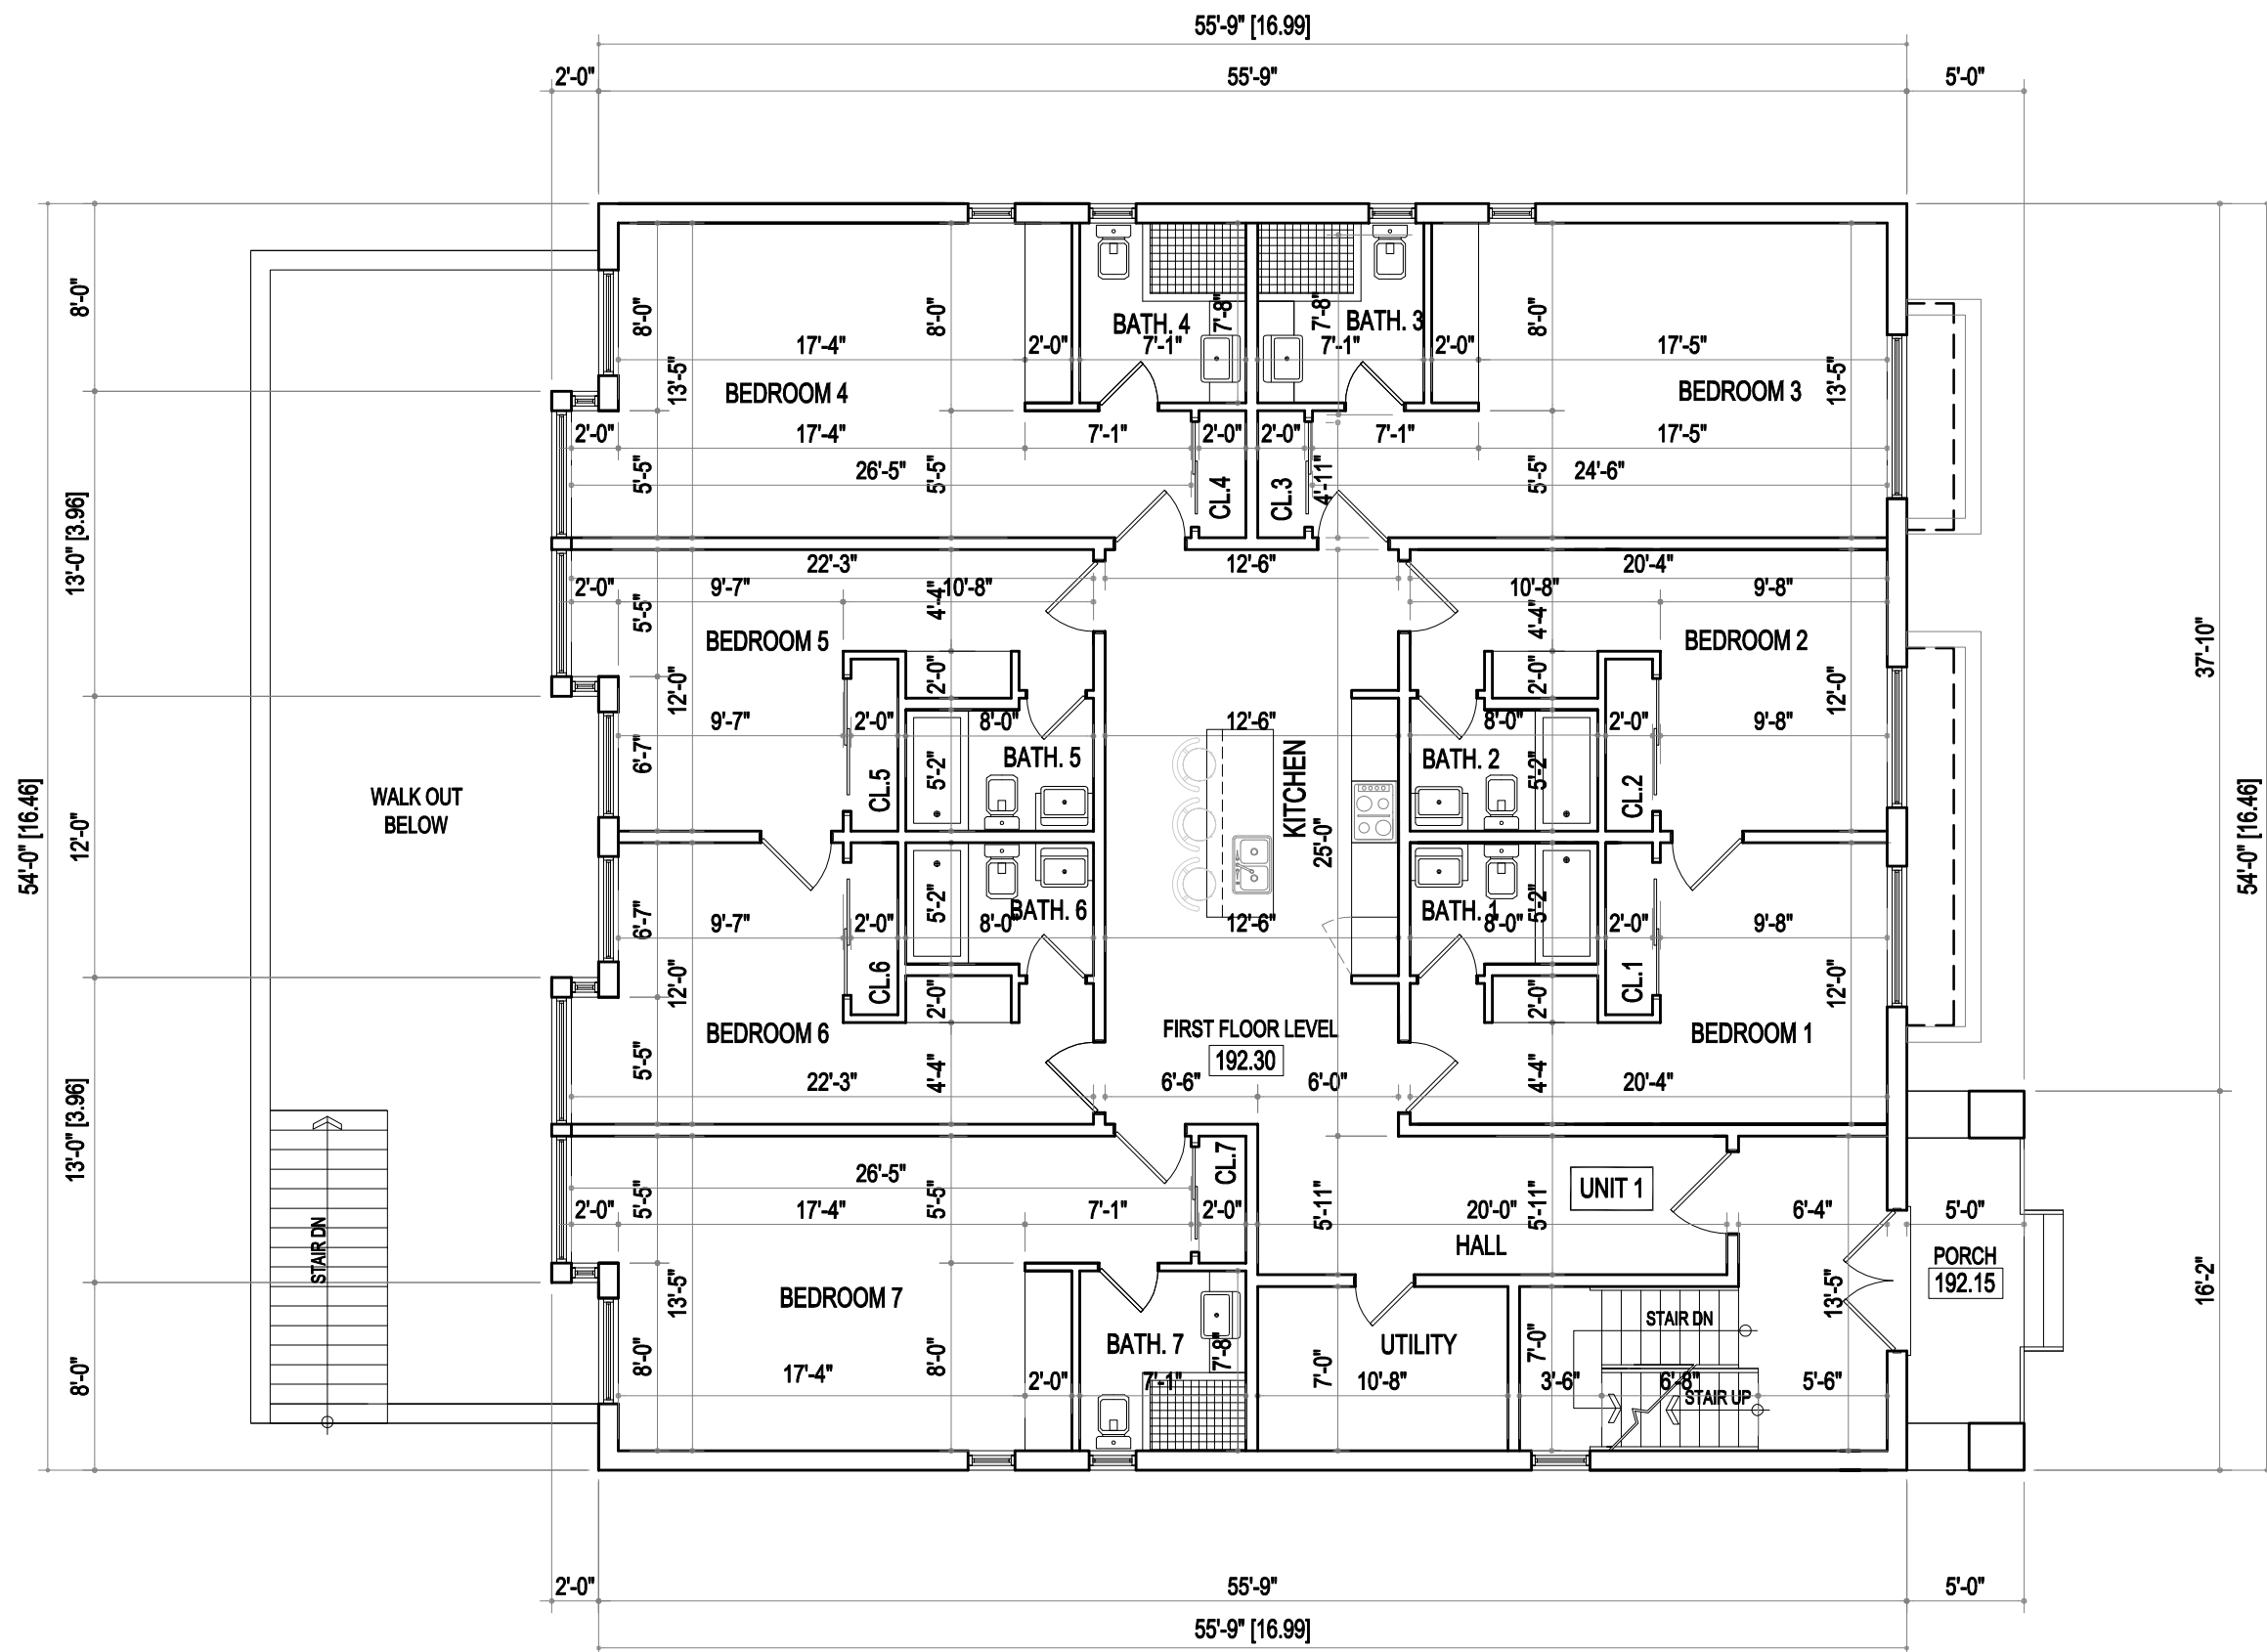 55'-9" [16.99]
2'-0" 55'-9" 5'-0"
8'-0"
13'-0" [3.96]
12'-0"
13'-0" [3.96]
8'-0"
54'-0" [16.46]
8'-0" 8'-0" 7'-8" 7'-8" 8'-0"
BATH. 4 BATH. 3
17'-4" 2'-0" 7'-1" 7'-1" 2'-0" 17'-5"
13'-5" 13'-5"
BEDROOM 4 BEDROOM 3
2'-0" 17'-4" 7'-1" 2'-0" 2'-0" 7'-1" 17'-5"
5'-5" 26'-5" 5'-5" CL.4 CL.3 4'-11" 5'-5" 24'-6"
22'-3" 12'-6" 20'-4"
2'-0" 9'-7" 10'-8" 10'-8" 9'-8"
5'-5" 4'-4" 4'-4"
BEDROOM 5 BEDROOM 2
12'-0" 2'-0" 2'-0" 12'-0"
37'-10"
9'-7" 2'-0" 8'-0" 12'-6" 8'-0" 2'-0" 9'-8"
6'-7" CL.5 5'-2" BATH. 5 KITCHEN BATH. 2 5'-2" CL.2
WALK OUT
BELOW
25'-0"
54'-0" [16.46]
6'-7" 5'-2" BATH. 6 BATH. 1 5'-2"
9'-7" 2'-0" 8'-0" 12'-6" 8'-0" 2'-0" 9'-8"
12'-0" CL.6 2'-0" 2'-0" CL.1 12'-0"
BEDROOM 6 FIRST FLOOR LEVEL BEDROOM 1
192.30
5'-5" 4'-4" 4'-4"
22'-3" 6'-6" 6'-0" 20'-4"
26'-5" CL.7 UNIT 1
5'-5" 5'-5" 5'-11" 5'-11"
2'-0" 17'-4" 7'-1" 2'-0" 20'-0" 6'-4" 5'-0"
STAIR DN HALL PORCH
192.15
13'-5" 13'-5" 16'-2"
BEDROOM 7 STAIR DN
8'-0" 8'-0" BATH. 7 7'-8" UTILITY 7'-0"
17'-4" 2'-0" 7'-1" 7'-0" 10'-8" 3'-6" 6'-8" 5'-6"
STAIR UP
2'-0" 55'-9" 5'-0"
55'-9" [16.99]